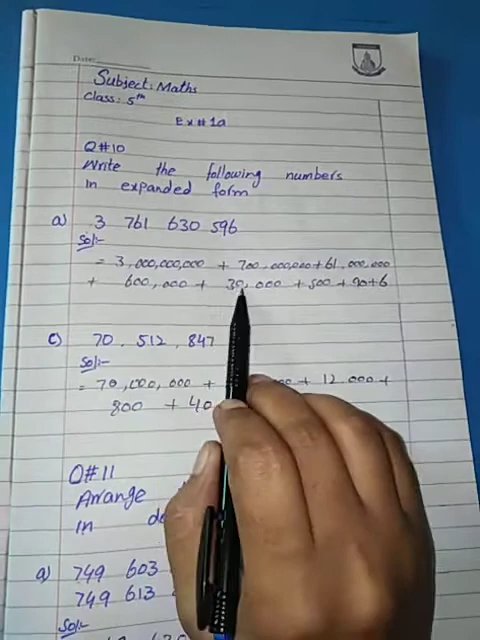 Date:
Subject: Maths
Class: 5th
Ex # 1a
Q#10
Write the following numbers
in expanded form
a) 3 761 630 596
Sol:-
= 3,000,000,000 + 700,000,000 + 61,000,000
+ 600,000 + 30,000 + 500 + 90 + 6
c) 70,512,847
Sol:-
= 70,000,000 + + 12,000 +
800 + 40
Q#11
Arrange
in
a) 749 603
749 613
Sol:-